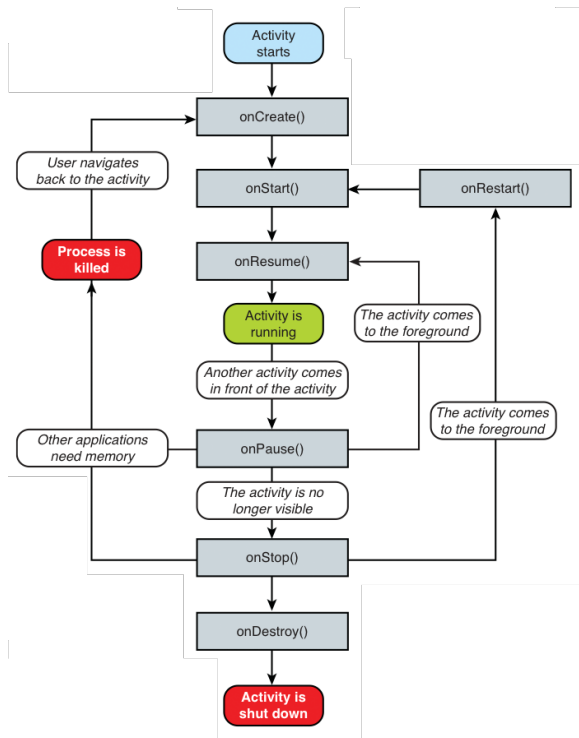 Activity
starts
onCreate()
User navigates
back to the activity
onStart()
onRestart()
Process is
killed
onResume()
Activity is
running
The activity comes
to the foreground
Another activity comes
in front of the activity
The activity comes
to the foreground
Other applications
need memory
onPause()
The activity is no
longer visible
onStop()
onDestroy()
Activity is
shut down